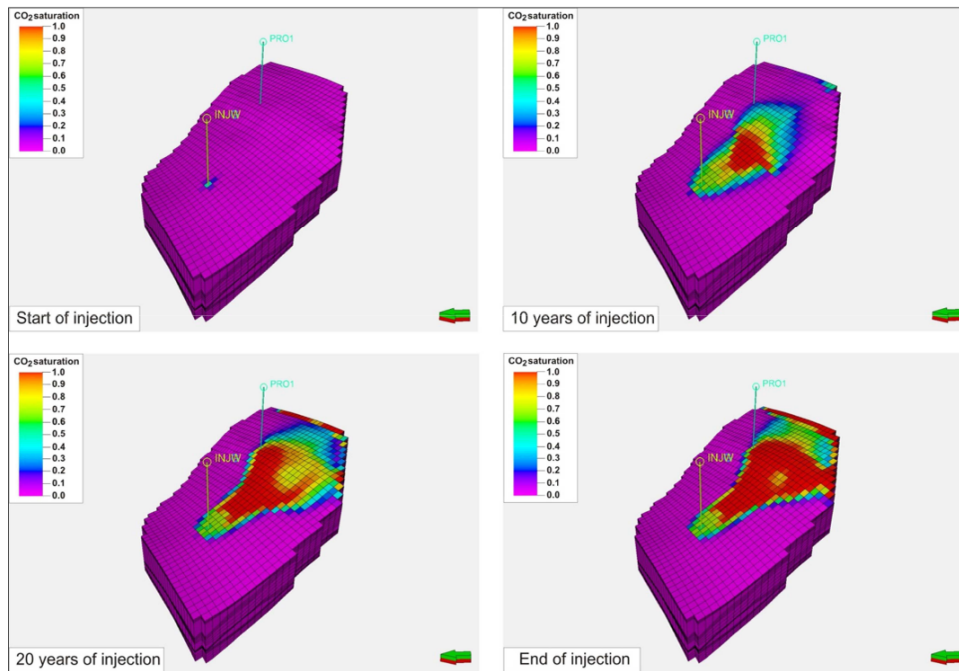 CO2 saturation
1.0
0.9
0.8
0.7
0.6
0.5
0.4
0.3
0.2
0.1
0.0
PRO1
INJW
Start of injection
CO2 saturation
1.0
0.9
0.8
0.7
0.6
0.5
0.4
0.3
0.2
0.1
0.0
PRO1
INJW
10 years of injection
CO2 saturation
1.0
0.9
0.8
0.7
0.6
0.5
0.4
0.3
0.2
0.1
0.0
PRO1
INJW
20 years of injection
CO2 saturation
1.0
0.9
0.8
0.7
0.6
0.5
0.4
0.3
0.2
0.1
0.0
PRO1
INJW
End of injection